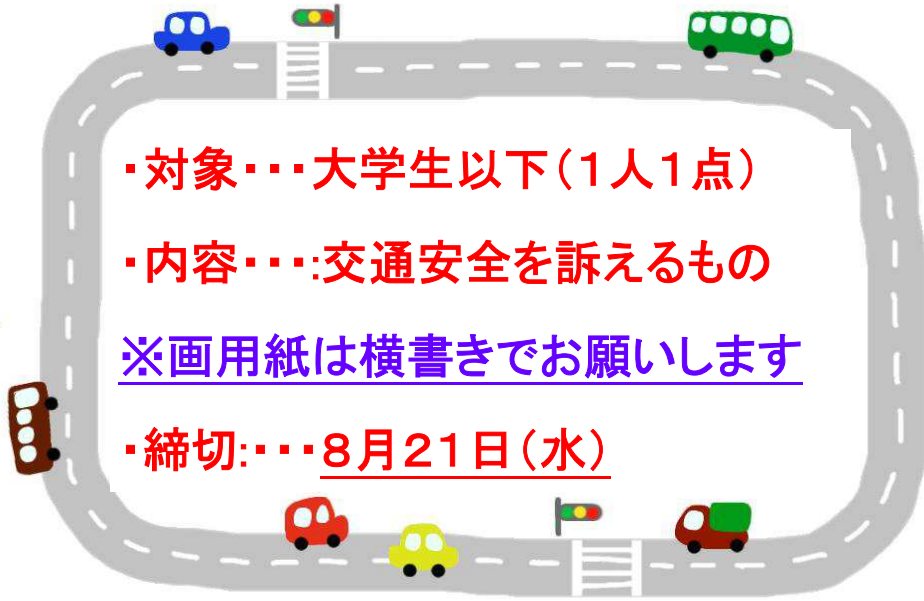 ・対象・・・大学生以下（１人１点）
・内容・・・:交通安全を訴えるもの
※画用紙は横書きでお願いします
・締切:・・・８月２１日（水）